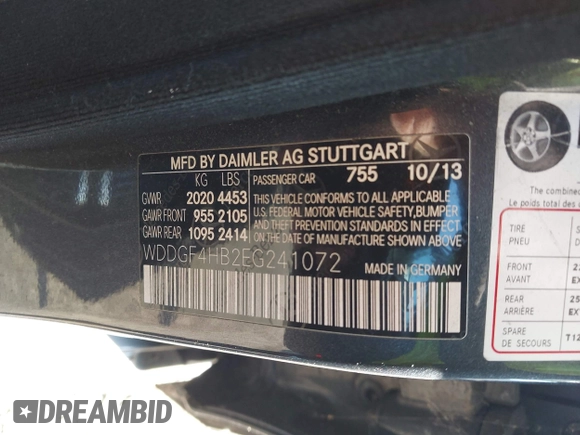 MFD BY DAIMLER AG STUTTGART
KG LBS PASSENGER CAR 755 10/13
GWR 2020 4453
GAWR FRONT 955 2105
GAWR REAR 1095 2414
THIS VEHICLE CONFORMS TO ALL APPLICABLE
U.S. FEDERAL MOTOR VEHICLE SAFETY,BUMPER
AND THEFT PREVENTION STANDARDS IN EFFECT
ON THE DATE OF MANUFACTURE SHOWN ABOVE.
WDDGF4HB2EG241072 MADE IN GERMANY
The combined
Le poids total des
TIRE
PNEU
FRONT
AVANT
REAR
ARRIÈRE
SPARE
DE SECOURS
DREAMBID